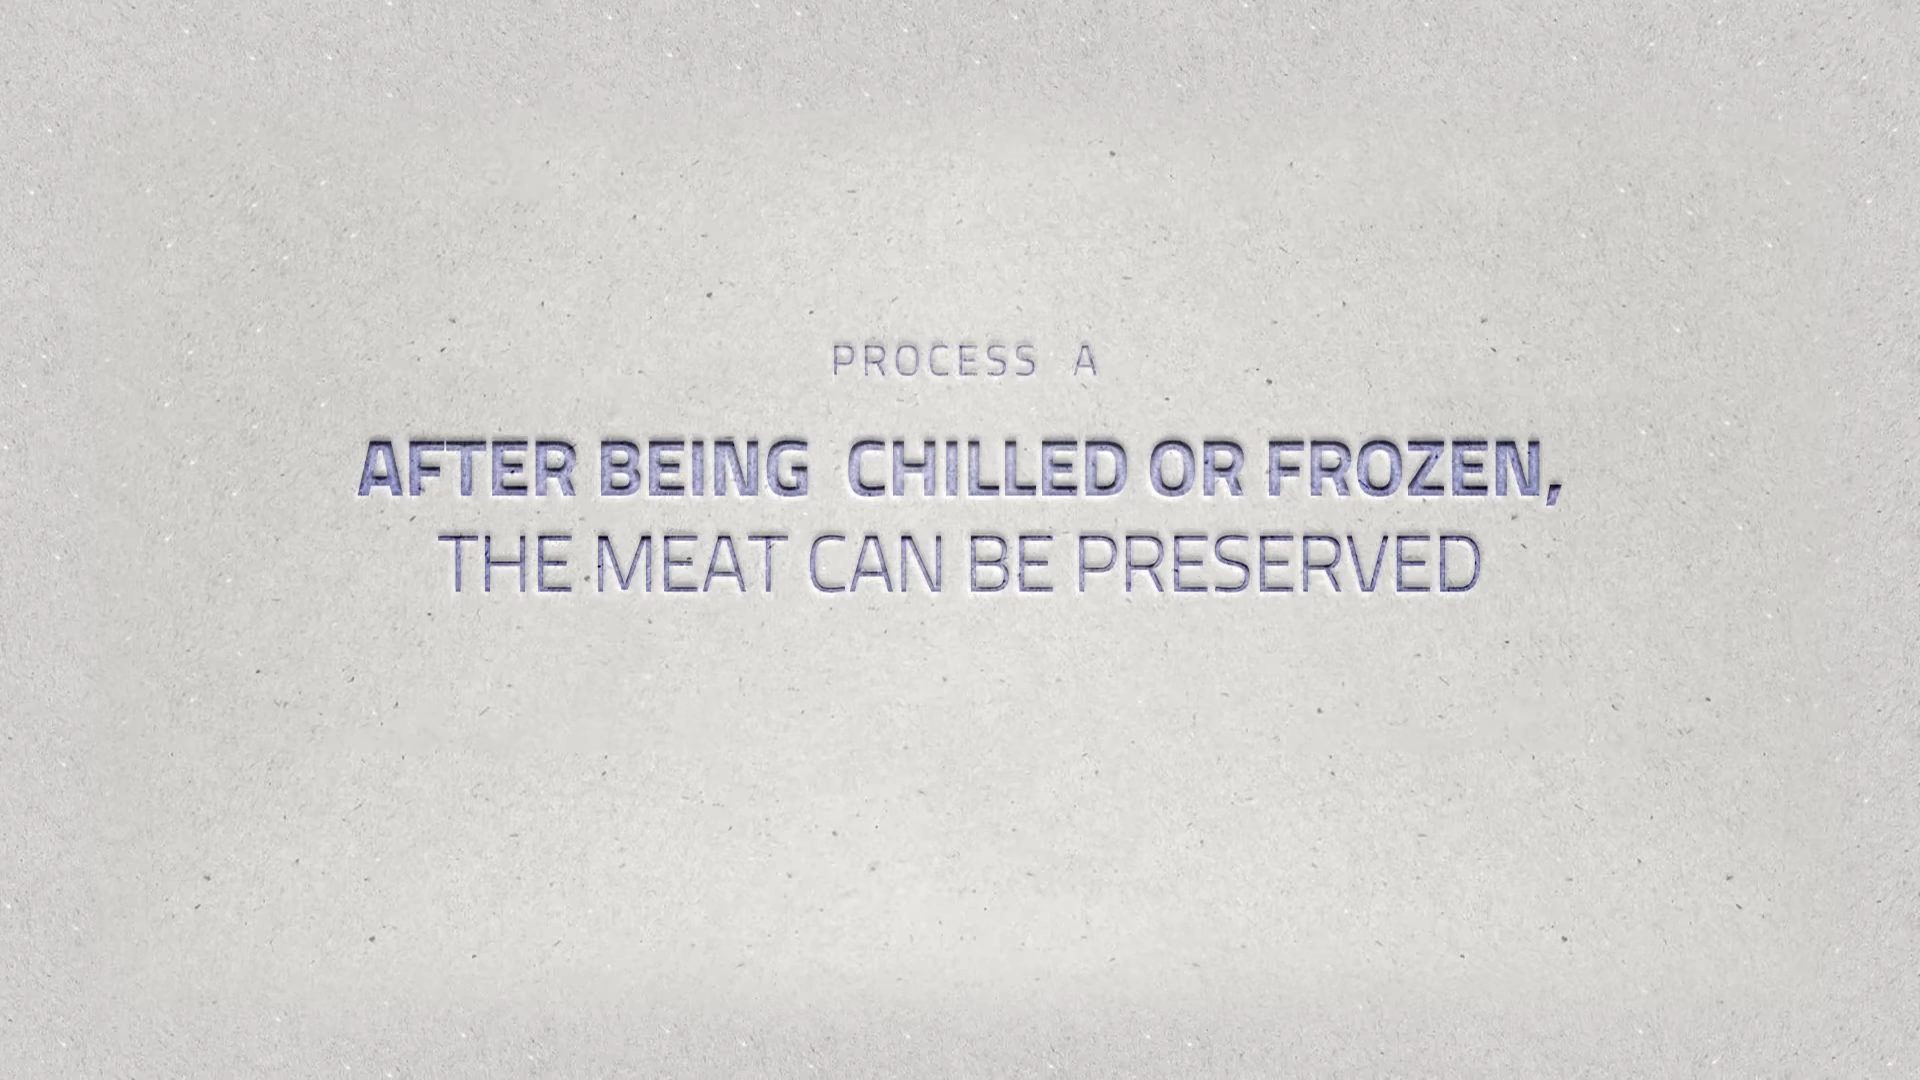 PROCESS A
AFTER BEING CHILLED OR FROZEN,
THE MEAT CAN BE PRESERVED